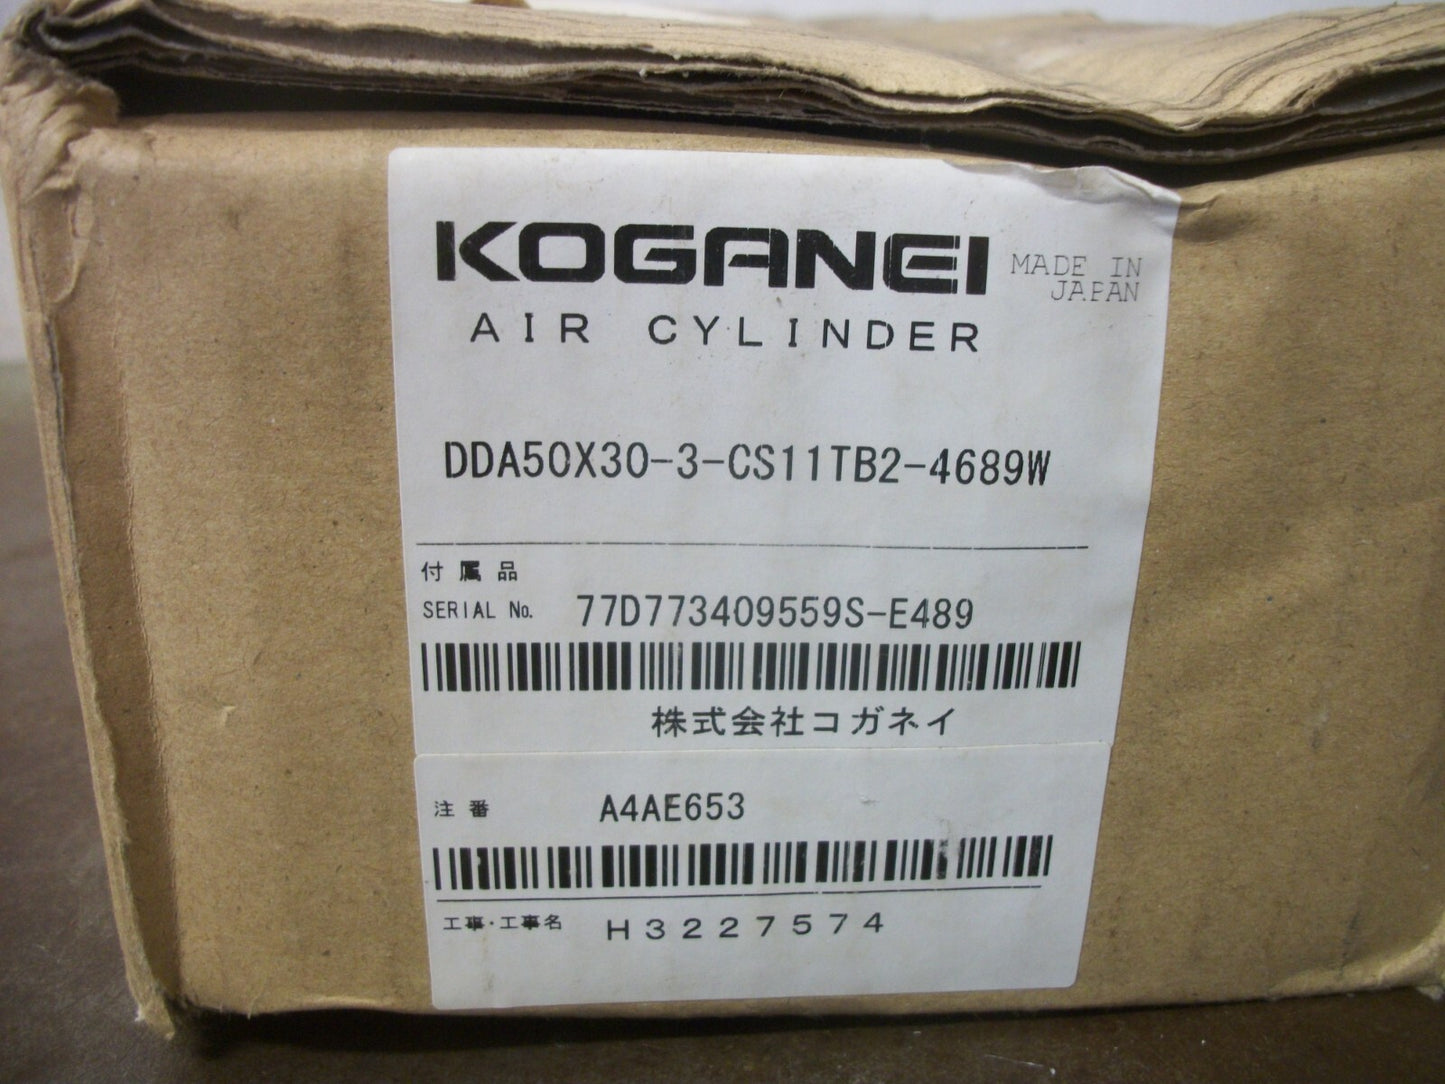 KOGANEI
MADE IN
JAPAN
AIR CYLINDER
DDA50X30-3-CS11TB2-4689W
付属品
SERIAL No. 77D773409559S-E489
株式会社コガネイ
注番 A4AE653
工事・工事名 H3227574